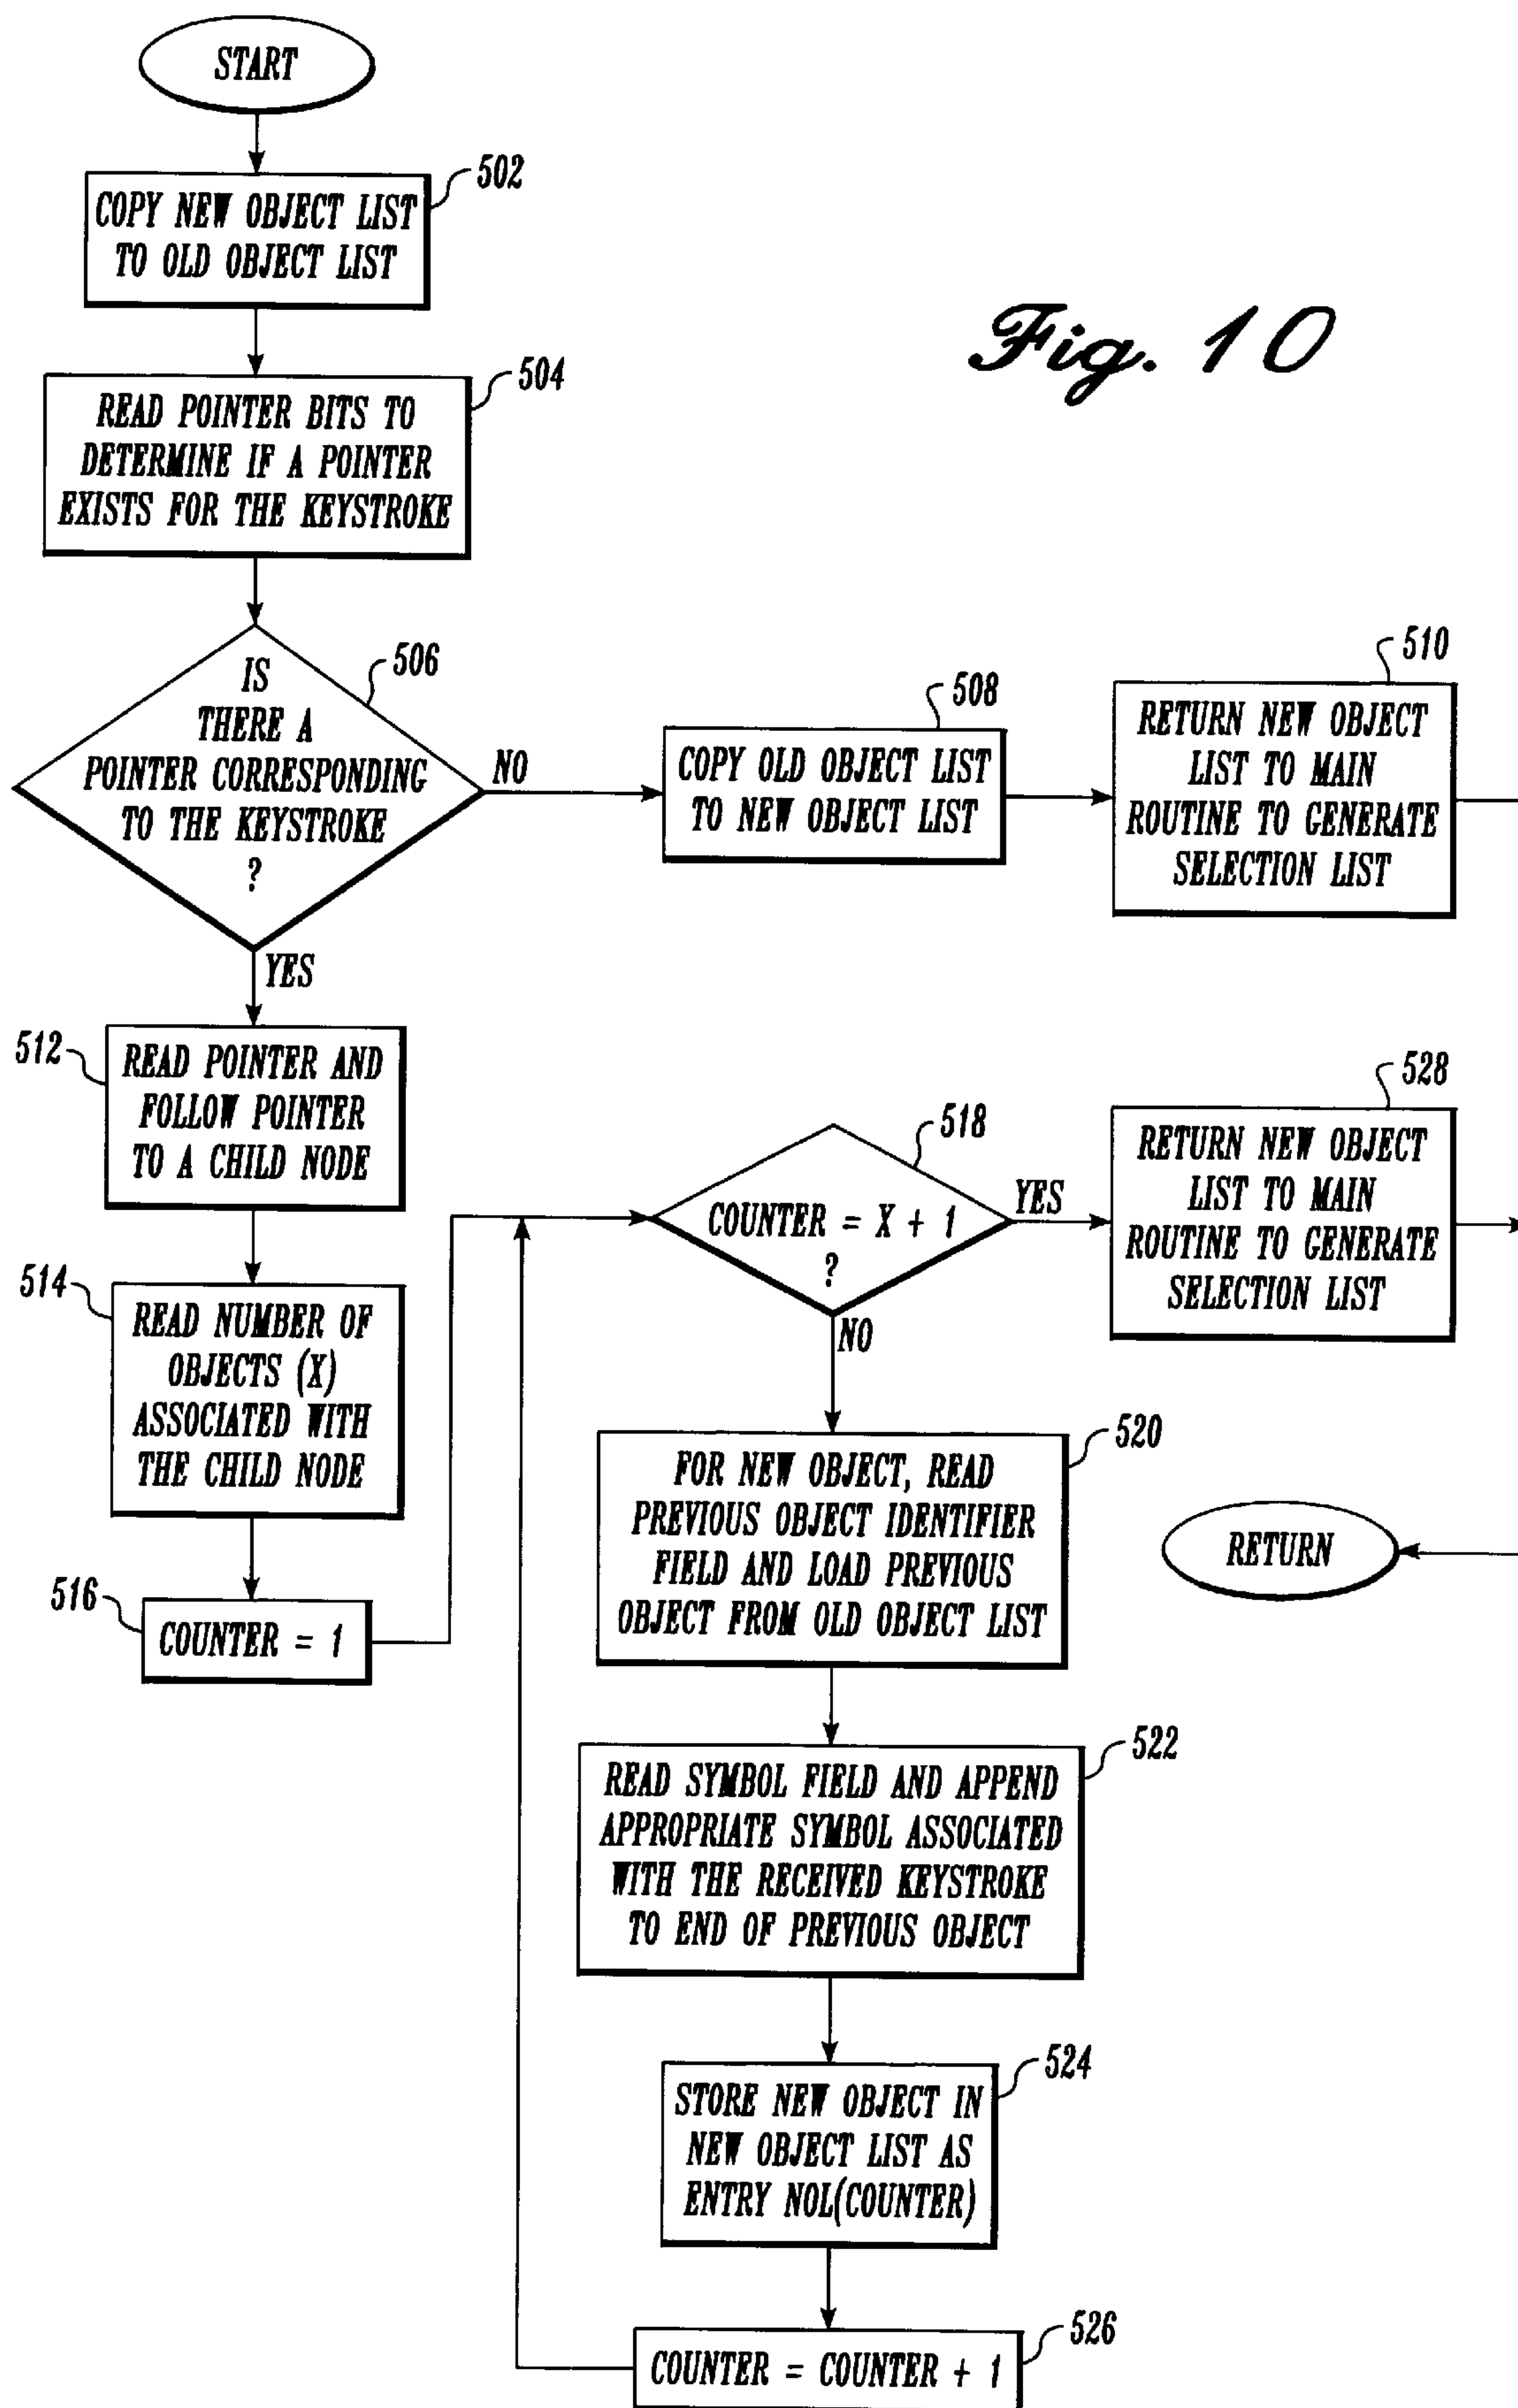 START
502
COPY NEW OBJECT LIST
TO OLD OBJECT LIST
Fig. 10
504
READ POINTER BITS TO
DETERMINE IF A POINTER
EXISTS FOR THE KEYSTROKE
506
IS
THERE A
POINTER CORRESPONDING
TO THE KEYSTROKE
?
NO
YES
508
COPY OLD OBJECT LIST
TO NEW OBJECT LIST
510
RETURN NEW OBJECT
LIST TO MAIN
ROUTINE TO GENERATE
SELECTION LIST
512
READ POINTER AND
FOLLOW POINTER
TO A CHILD NODE
514
READ NUMBER OF
OBJECTS (X)
ASSOCIATED WITH
THE CHILD NODE
516
COUNTER = 1
518
COUNTER = X + 1
?
YES
NO
528
RETURN NEW OBJECT
LIST TO MAIN
ROUTINE TO GENERATE
SELECTION LIST
520
FOR NEW OBJECT, READ
PREVIOUS OBJECT IDENTIFIER
FIELD AND LOAD PREVIOUS
OBJECT FROM OLD OBJECT LIST
RETURN
522
READ SYMBOL FIELD AND APPEND
APPROPRIATE SYMBOL ASSOCIATED
WITH THE RECEIVED KEYSTROKE
TO END OF PREVIOUS OBJECT
524
STORE NEW OBJECT IN
NEW OBJECT LIST AS
ENTRY NOL(COUNTER)
526
COUNTER = COUNTER + 1